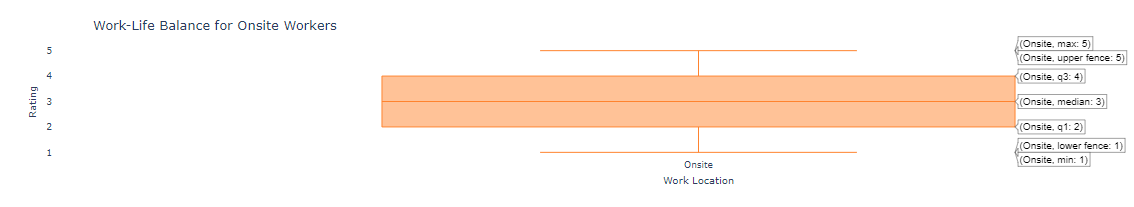 Work-Life Balance for Onsite Workers
5
4
3
2
1
Rating
(Onsite, max: 5)
(Onsite, upper fence: 5)
(Onsite, q3: 4)
(Onsite, median: 3)
(Onsite, q1: 2)
(Onsite, lower fence: 1)
(Onsite, min: 1)
Onsite
Work Location